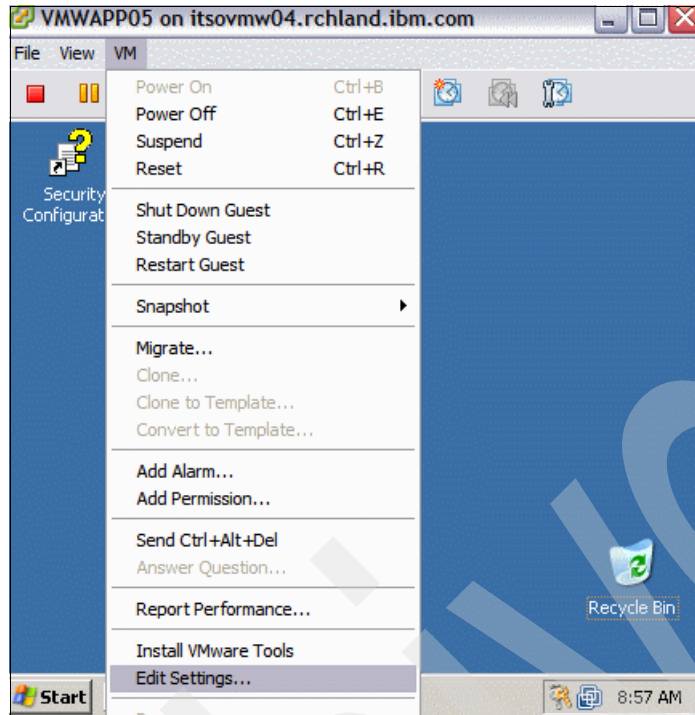 VMWAPP05 on itsovmw04.rchland.ibm.com
File View VM
Power On Ctrl+B
Power Off Ctrl+E
Suspend Ctrl+Z
Reset Ctrl+R
Security
Configurat
Shut Down Guest
Standby Guest
Restart Guest
Snapshot
Migrate...
Clone...
Clone to Template...
Convert to Template...
Add Alarm...
Add Permission...
Send Ctrl+Alt+Del
Answer Question...
Report Performance...
Recycle Bin
Install VMware Tools
Edit Settings...
Start 8:57 AM